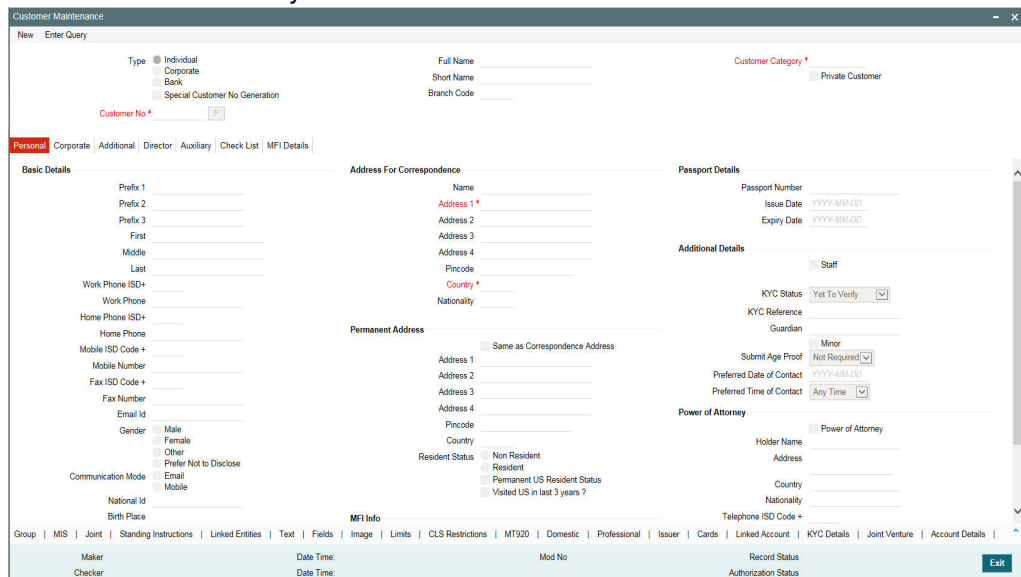 Customer Maintenance
New Enter Query
Type Individual
Corporate
Bank
Special Customer No Generation
Customer No * P
Full Name
Short Name
Branch Code
Customer Category *
Private Customer
Personal Corporate Additional Director Auxiliary Check List MFI Details
Basic Details
Prefix 1
Prefix 2
Prefix 3
First
Middle
Last
Work Phone ISD+
Work Phone
Home Phone ISD+
Home Phone
Mobile ISD Code +
Mobile Number
Fax ISD Code +
Fax Number
Email Id
Gender Male
Female
Other
Prefer Not to Disclose
Communication Mode Email
Mobile
National Id
Birth Place
Address For Correspondence
Name
Address 1 *
Address 2
Address 3
Address 4
Pincode
Country *
Nationality
Permanent Address
Same as Correspondence Address
Address 1
Address 2
Address 3
Address 4
Pincode
Country
Resident Status Non Resident
Resident
Permanent US Resident Status
Visited US in last 3 years ?
MFI Info
Passport Details
Passport Number
Issue Date YYYY-MM-DD
Expiry Date YYYY-MM-DD
Additional Details
Staff
KYC Status Yet To Verify
KYC Reference
Guardian
Minor
Submit Age Proof Not Required
Preferred Date of Contact YYYY-MM-DD
Preferred Time of Contact Any Time
Power of Attorney
Power of Attorney
Holder Name
Address
Country
Nationality
Telephone ISD Code +
Group | MIS | Joint | Standing Instructions | Linked Entities | Text | Fields | Image | Limits | CLS Restrictions | MT920 | Domestic | Professional | Issuer | Cards | Linked Account | KYC Details | Joint Venture | Account Details |
Maker Date Time: Mod No Record Status
Checker Date Time: Authorization Status
Exit